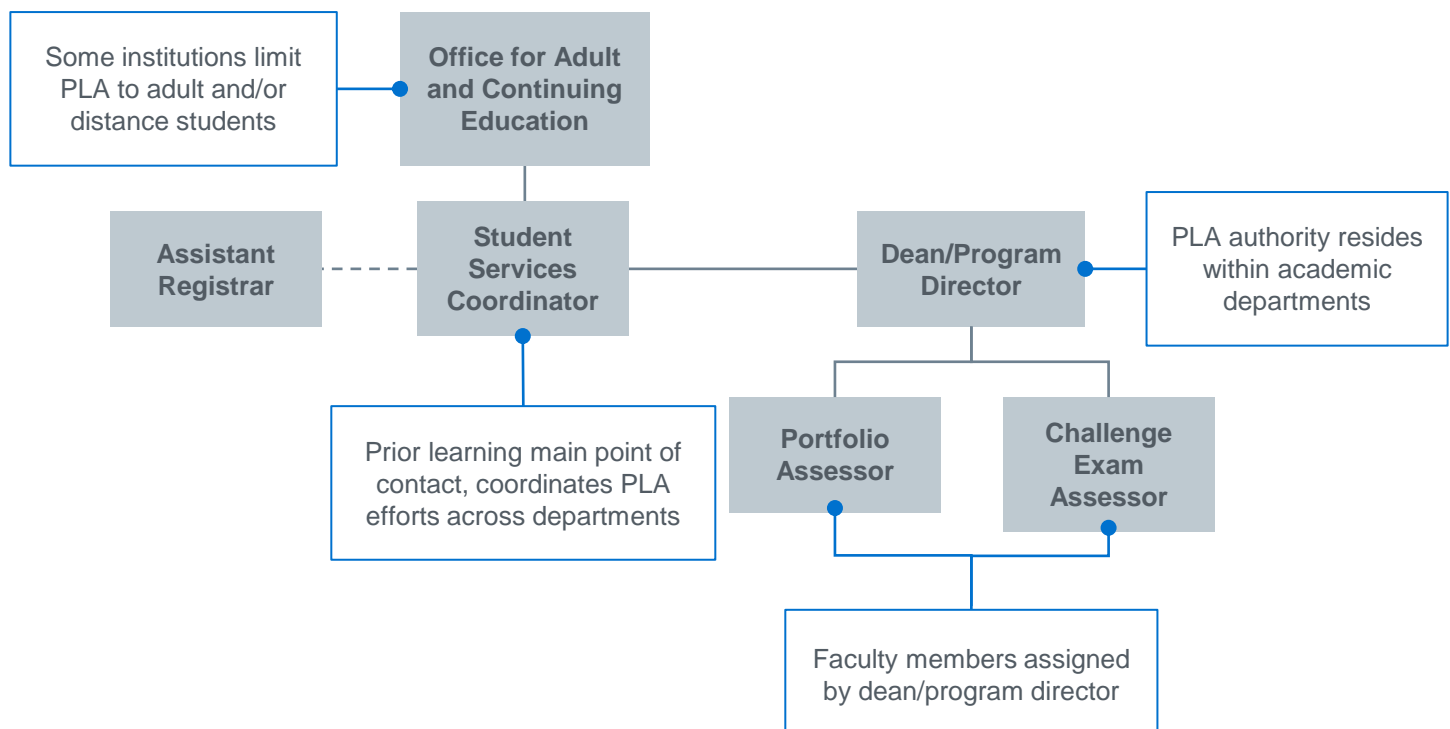 Some institutions limit
PLA to adult and/or
distance students
Office for Adult
and Continuing
Education
Assistant
Registrar
Student
Services
Coordinator
Dean/Program
Director
PLA authority resides
within academic
departments
Prior learning main point of
contact, coordinates PLA
efforts across departments
Portfolio
Assessor
Challenge
Exam
Assessor
Faculty members assigned
by dean/program director